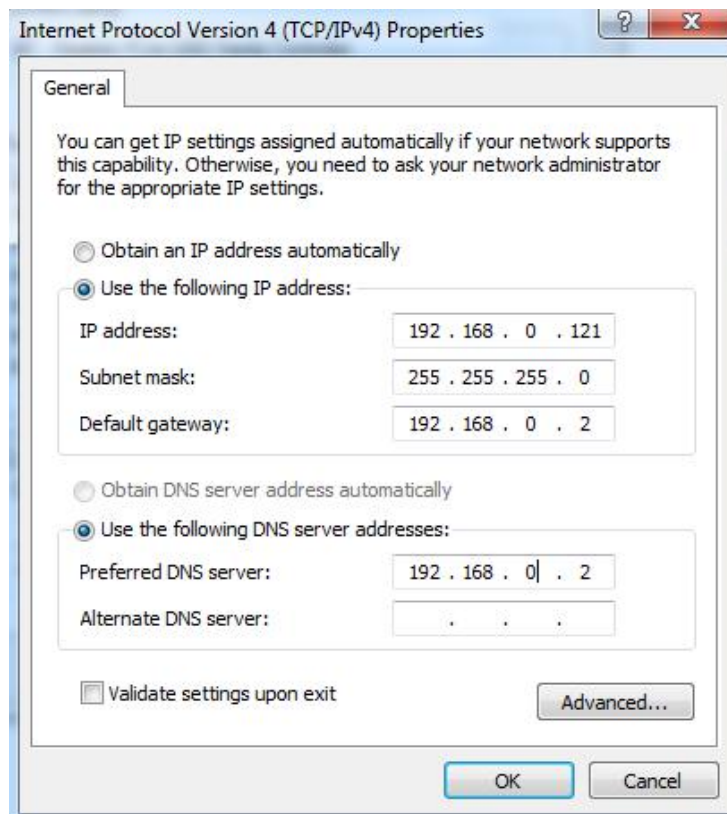 Internet Protocol Version 4 (TCP/IPv4) Properties
?
General
You can get IP settings assigned automatically if your network supports
this capability. Otherwise, you need to ask your network administrator
for the appropriate IP settings.
Obtain an IP address automatically
Use the following IP address:
IP address: 192 . 168 . 0 . 121
Subnet mask: 255 . 255 . 255 . 0
Default gateway: 192 . 168 . 0 . 2
Obtain DNS server address automatically
Use the following DNS server addresses:
Preferred DNS server: 192 . 168 . 0 . 2
Alternate DNS server: . . .
Validate settings upon exit
Advanced...
OK Cancel